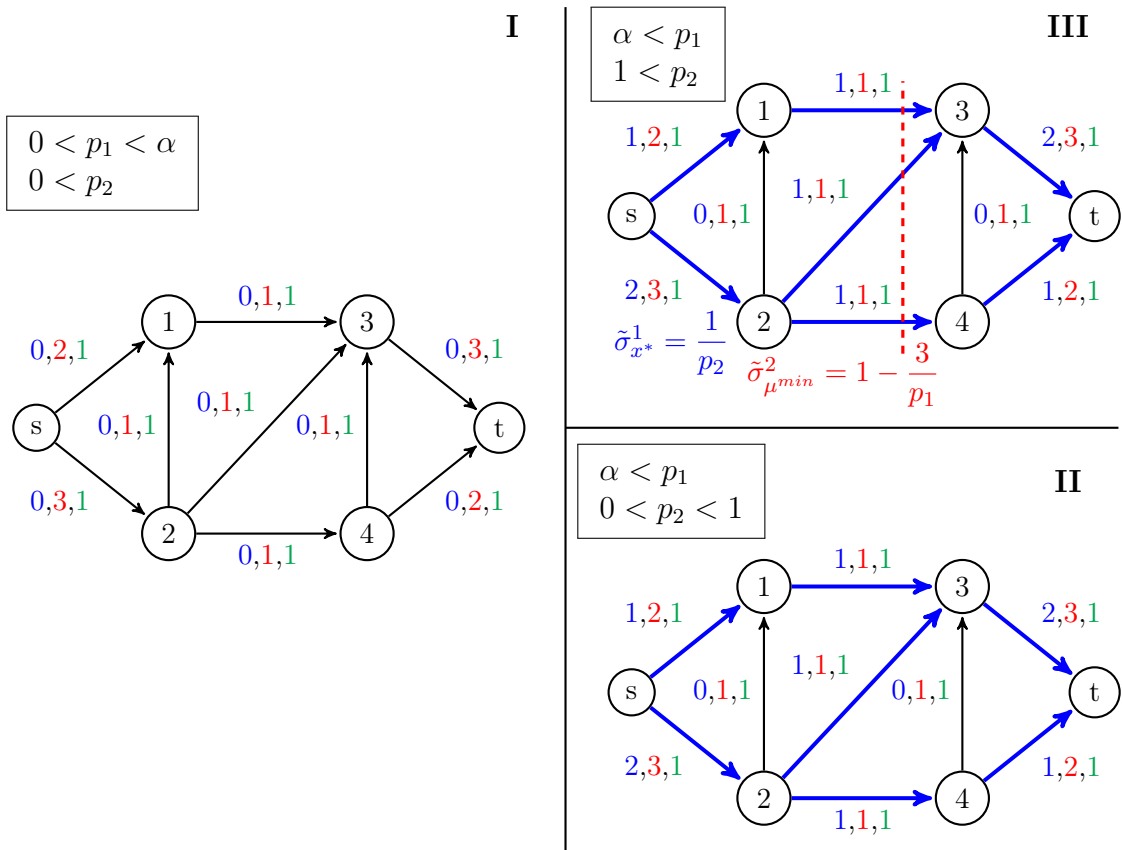 I
0 < p₁ < α
0 < p₂
0,1,1
1
3
0,2,1
0,3,1
0,1,1
0,1,1
0,1,1
s
t
0,3,1
0,2,1
2
4
0,1,1
III
α < p₁
1 < p₂
1,1,1
1
3
1,2,1
2,3,1
1,1,1
s
0,1,1
0,1,1
t
2,3,1
1,1,1
1,2,1
2
4
σ̃¹ₓ* = 1/p₂
σ̃²_{μ^{min}} = 1 − 3/p₁
II
α < p₁
0 < p₂ < 1
1,1,1
1
3
1,2,1
2,3,1
1,1,1
s
0,1,1
0,1,1
t
2,3,1
1,2,1
2
4
1,1,1